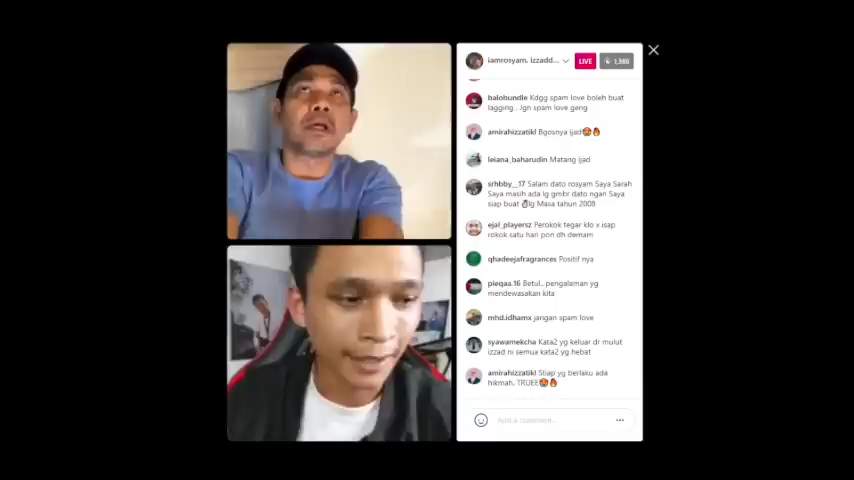 iamrosyam. izzadd...
LIVE
1,360
halobundle Kdgg spam love boleh buat
lagging . Jgn spam love geng
amirahizzatikl Bgosnya ijad🥰🔥
leiana_baharudin Matang ijad
srhbby__17 Salam dato rosyam Saya Sarah
Saya masih ada lg gmbr dato ngan Saya
siap buat lg Masa tahun 2008
ejal_playersz Perokok tegar klo x isap
rokok satu hari pon dh demam
qhadeejafragrances Positif nya
pieqaa.16 Betul.. pengalaman yg
mendewasakan kita
mhd.idhamx jangan spam love
syawamekcha Kata2 yg keluar dr mulut
izzad ni semua kata2 yg hebat
amirahizzatikl Stiap yg berlaku ada
hikmah. TRUEE🥰🔥
Add a comment...